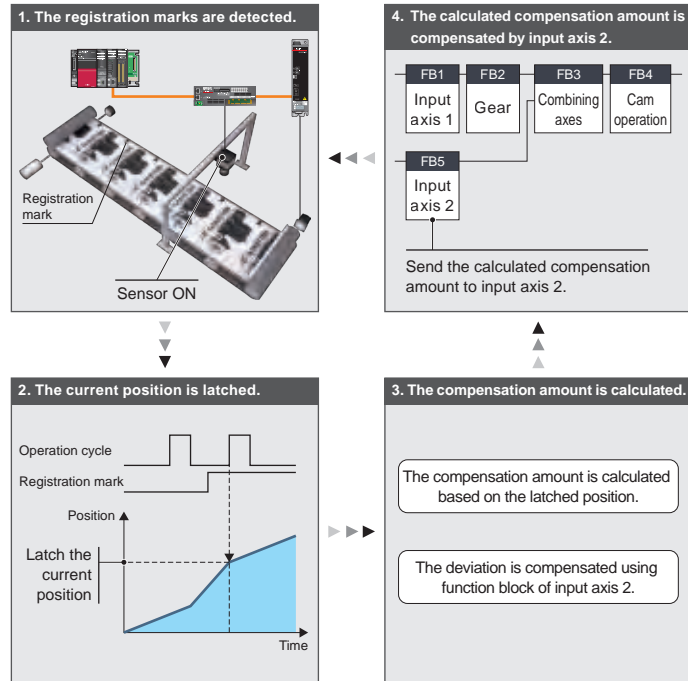 1. The registration marks are detected.
Registration
mark
Sensor ON
2. The current position is latched.
Operation cycle
Registration mark
Position
Latch the
current
position
Time
3. The compensation amount is calculated.
The compensation amount is calculated
based on the latched position.
The deviation is compensated using
function block of input axis 2.
4. The calculated compensation amount is
compensated by input axis 2.
FB1
Input
axis 1
FB2
Gear
FB3
Combining
axes
FB4
Cam
operation
FB5
Input
axis 2
Send the calculated compensation
amount to input axis 2.